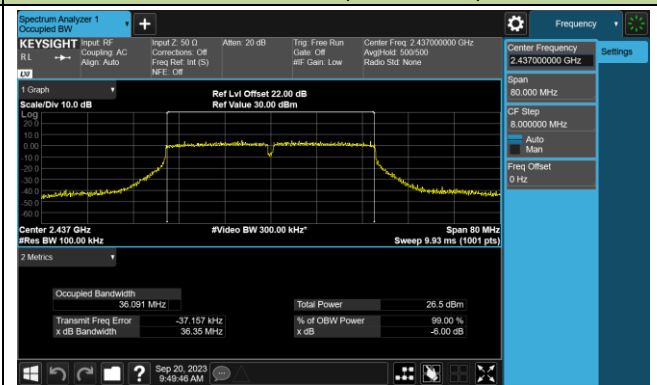 Spectrum Analyzer 1
Occupied BW
Frequency
KEYSIGHT
RL
LXI
Input: RF
Coupling: AC
Align: Auto
Input Z: 50 Ω
Corrections: Off
Freq Ref: Int (S)
NFE: Off
Atten: 20 dB
Trig: Free Run
Gate: Off
#IF Gain: Low
Center Freq: 2.437000000 GHz
Avg|Hold: 500/500
Radio Std: None
Center Frequency
2.437000000 GHz
Settings
Span
80.000 MHz
CF Step
8.000000 MHz
Auto
Man
Freq Offset
0 Hz
1 Graph
Scale/Div 10.0 dB
Ref Lvl Offset 22.00 dB
Ref Value 30.00 dBm
Log
20.0
10.0
0.00
-10.0
-20.0
-30.0
-40.0
-50.0
-60.0
Center 2.437 GHz
#Video BW 300.00 kHz*
Span 80 MHz
#Res BW 100.00 kHz
Sweep 9.93 ms (1001 pts)
2 Metrics
Occupied Bandwidth
36.091 MHz
Total Power 26.5 dBm
Transmit Freq Error -37.157 kHz
% of OBW Power 99.00 %
x dB Bandwidth 36.35 MHz
x dB -6.00 dB
?
Sep 20, 2023
9:49:46 AM